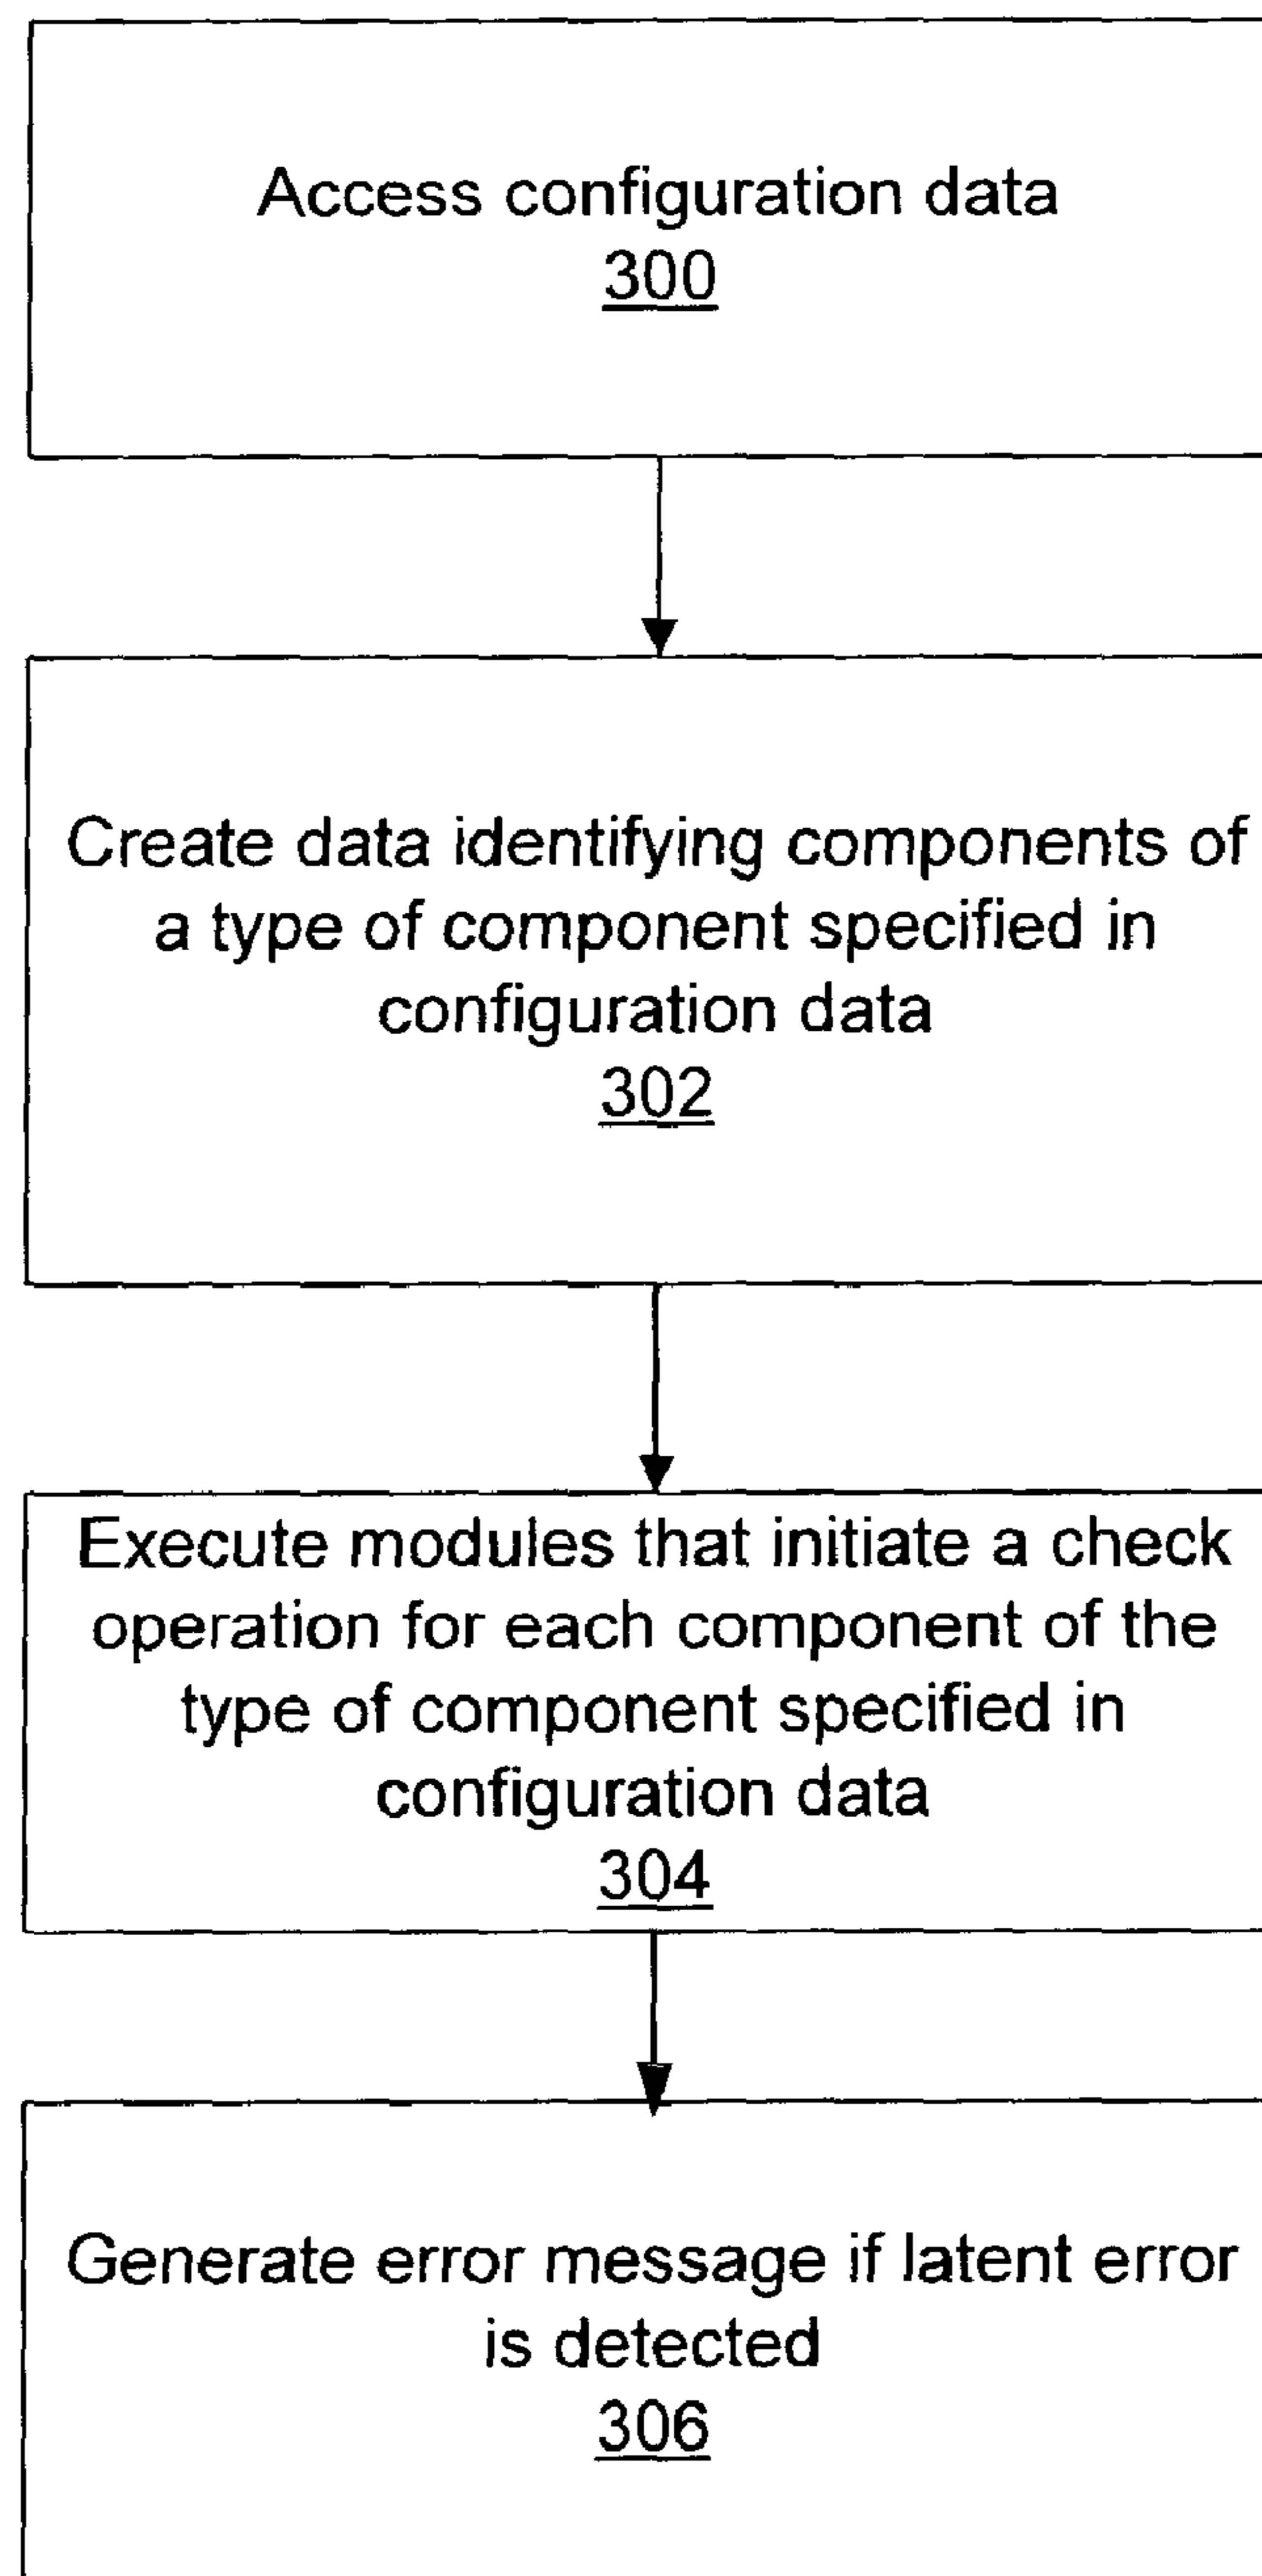 Access configuration data
300
Create data identifying components of
a type of component specified in
configuration data
302
Execute modules that initiate a check
operation for each component of the
type of component specified in
configuration data
304
Generate error message if latent error
is detected
306